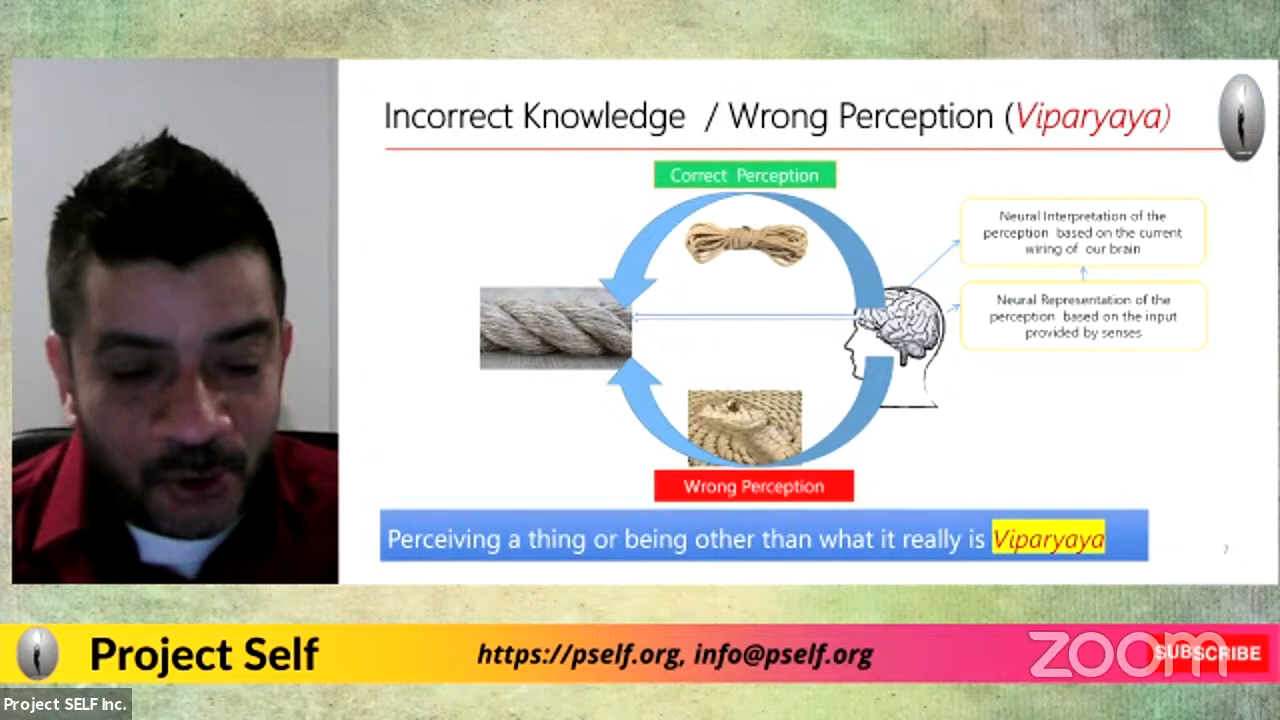 Incorrect Knowledge / Wrong Perception (Viparyaya)
Correct Perception
Neural Interpretation of the
perception based on the current
wiring of our brain
Neural Representation of the
perception based on the input
provided by senses
Wrong Perception
Perceiving a thing or being other than what it really is Viparyaya
7
Project Self
https://pself.org, info@pself.org
zoom
SUBSCRIBE
Project SELF Inc.